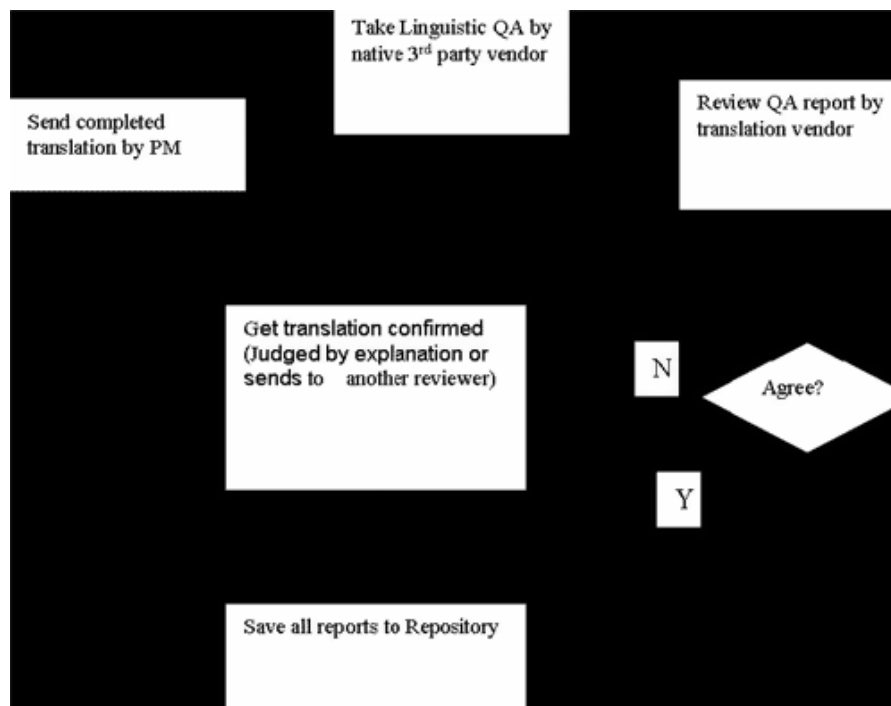 Take Linguistic QA by
native 3rd party vendor
Review QA report by
translation vendor
Send completed
translation by PM
Get translation confirmed
(Judged by explanation or
sends to another reviewer)
N
Agree?
Y
Save all reports to Repository